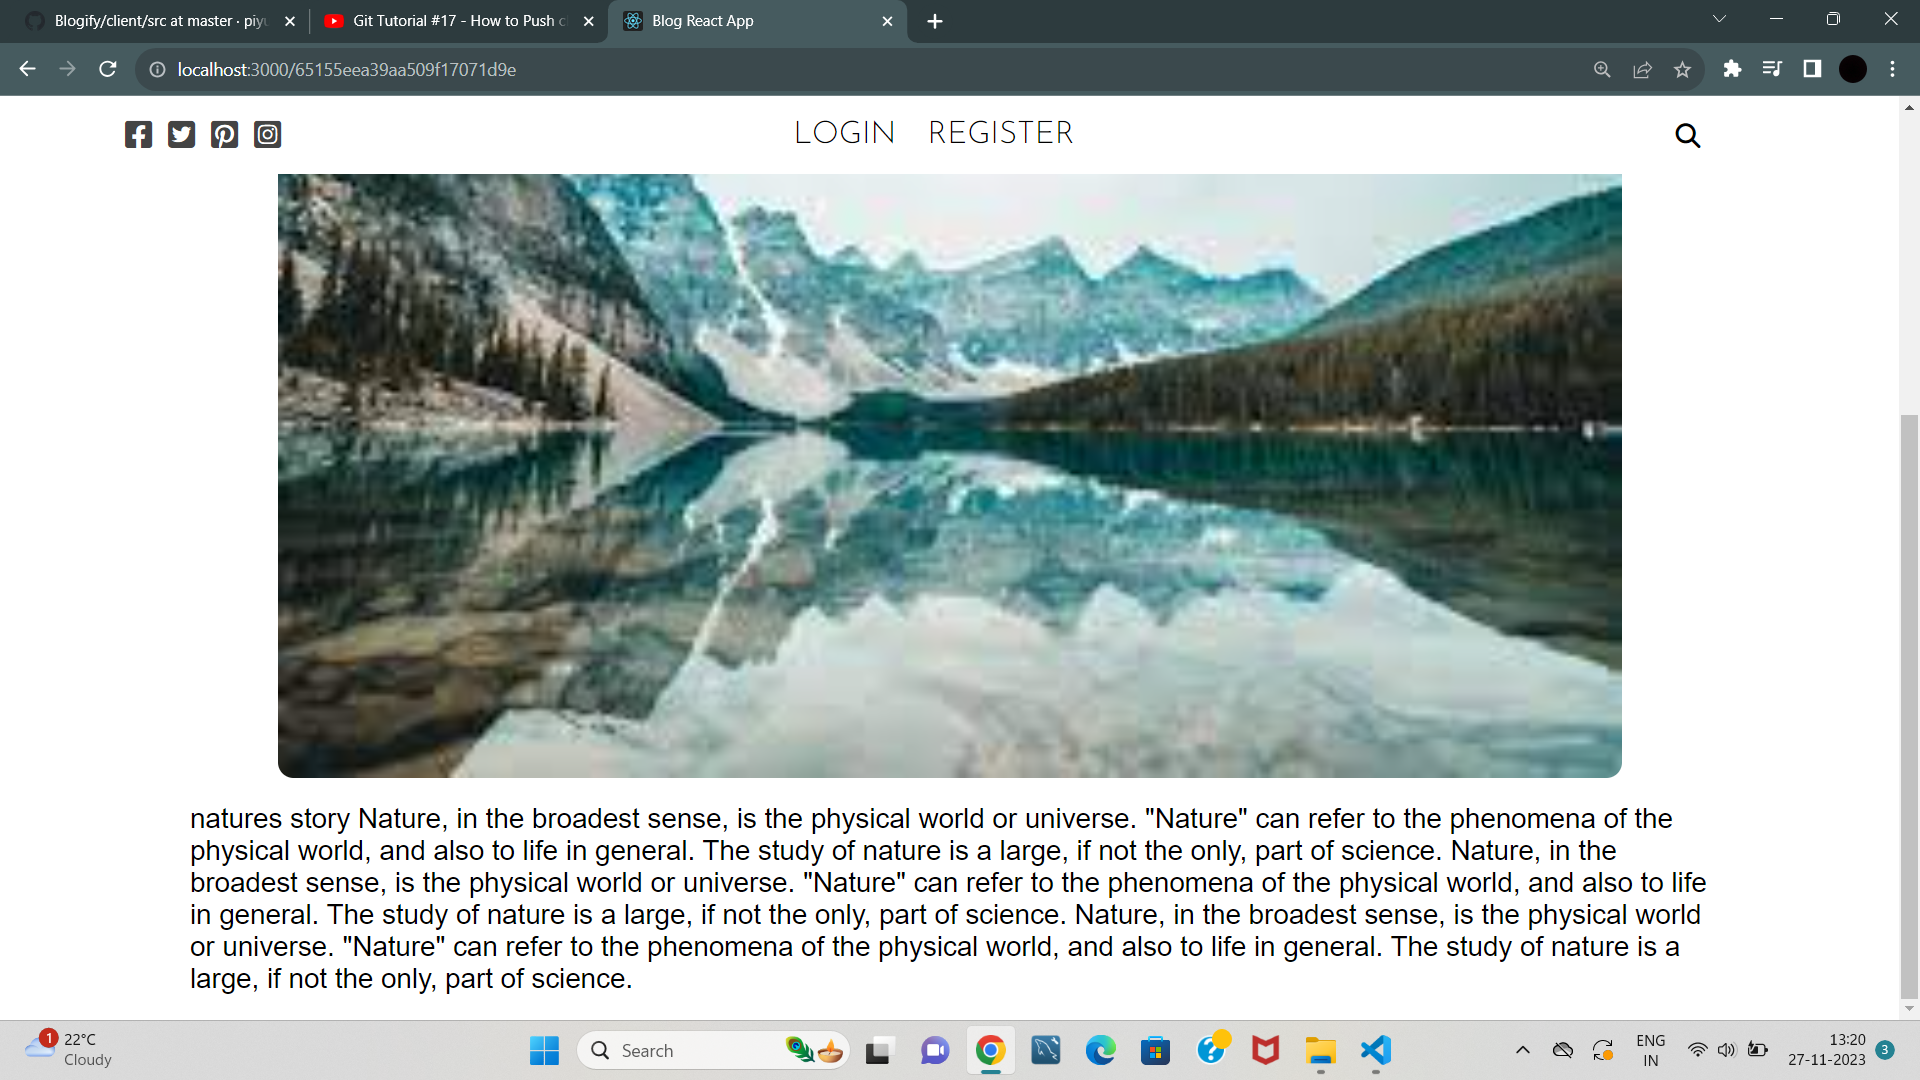 Blogify/client/src at master · piyu
Git Tutorial #17 - How to Push c
Blog React App
localhost:3000/65155eea39aa509f17071d9e
LOGIN REGISTER
natures story Nature, in the broadest sense, is the physical world or universe. "Nature" can refer to the phenomena of the
physical world, and also to life in general. The study of nature is a large, if not the only, part of science. Nature, in the
broadest sense, is the physical world or universe. "Nature" can refer to the phenomena of the physical world, and also to life
in general. The study of nature is a large, if not the only, part of science. Nature, in the broadest sense, is the physical world
or universe. "Nature" can refer to the phenomena of the physical world, and also to life in general. The study of nature is a
large, if not the only, part of science.
1
22°C
Cloudy
Search
ENG
IN
13:20
27-11-2023
3